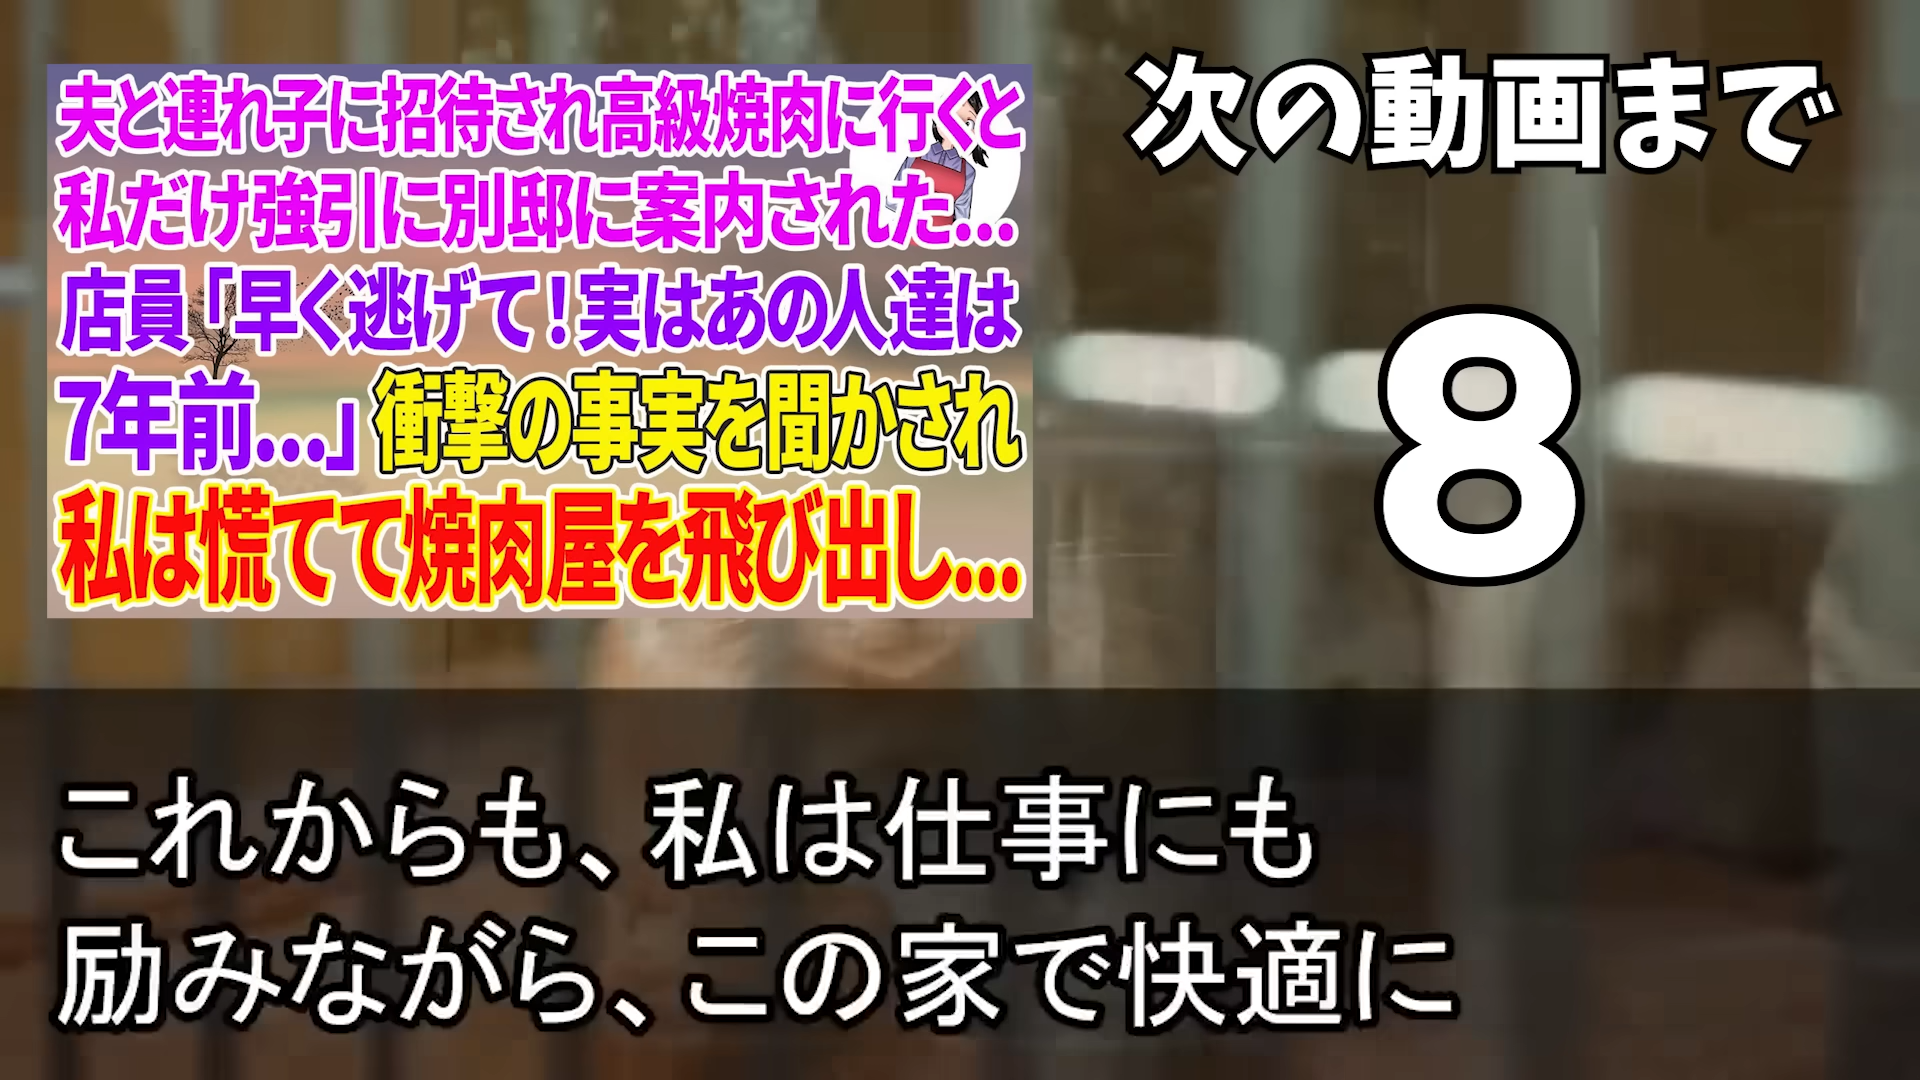 夫と連れ子に招待され高級焼肉に行くと
私だけ強引に別邸に案内された…
店員「早く逃げて!実はあの人達は
7年前…」衝撃の事実を聞かされ
私は慌てて焼肉屋を飛び出し…
次の動画まで
8
これからも、私は仕事にも
励みながら、この家で快適に